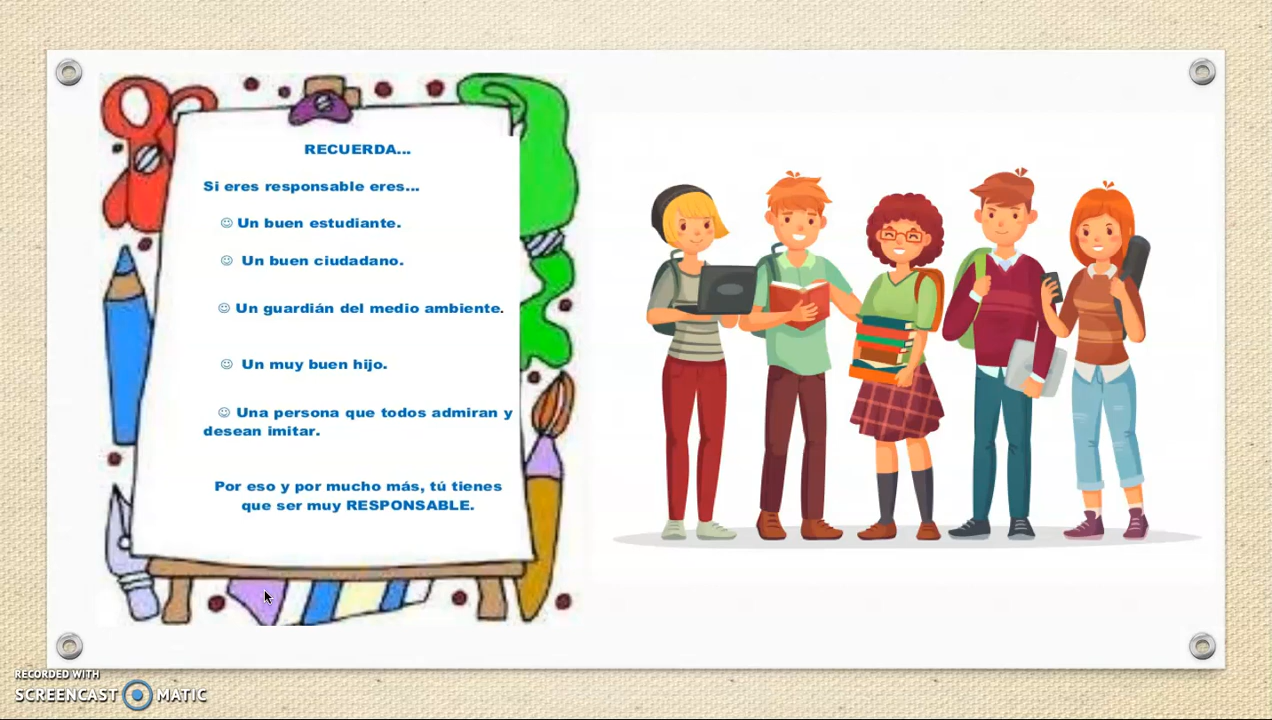 RECUERDA...
Si eres responsable eres...
☺ Un buen estudiante.
☺ Un buen ciudadano.
☺ Un guardián del medio ambiente.
☺ Un muy buen hijo.
☺ Una persona que todos admiran y
desean imitar.
Por eso y por mucho más, tú tienes
que ser muy RESPONSABLE.
RECORDED WITH
SCREENCAST MATIC